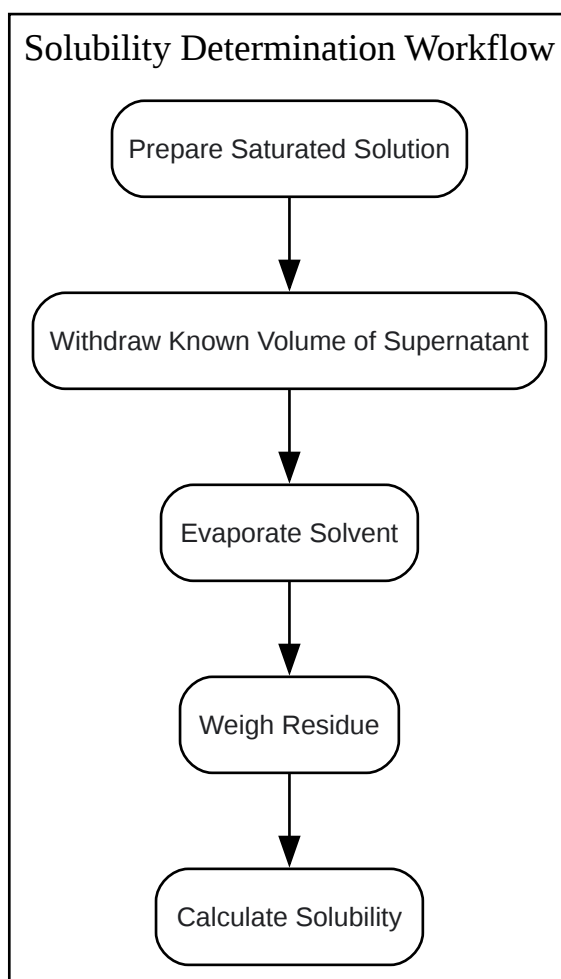 Solubility Determination Workflow
Prepare Saturated Solution
Withdraw Known Volume of Supernatant
Evaporate Solvent
Weigh Residue
Calculate Solubility